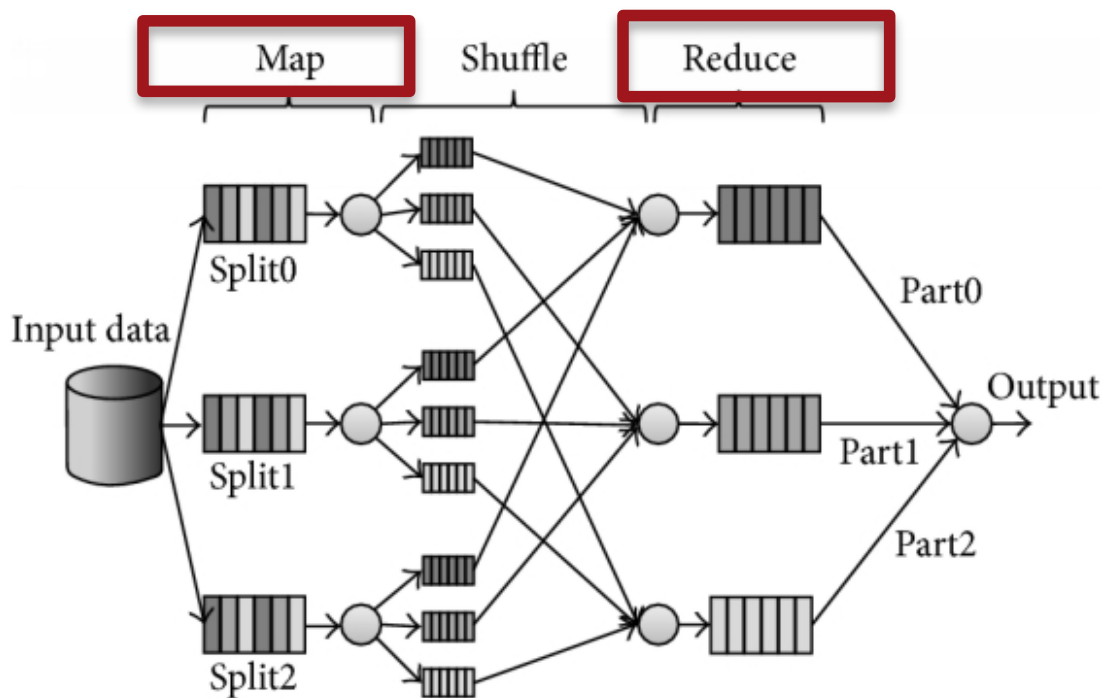 Map
Shuffle
Reduce
Input data
Split0
Split1
Split2
Part0
Part1
Part2
Output